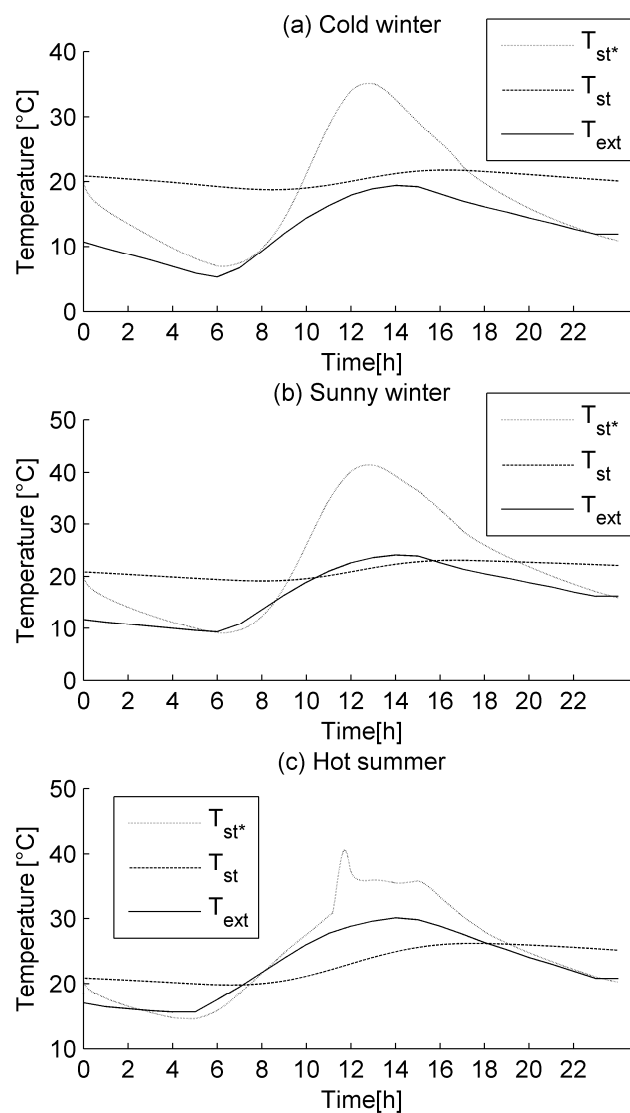 (a) Cold winter
Temperature [°C]
40
30
20
10
0
T_st*
T_st
T_ext
0 2 4 6 8 10 12 14 16 18 20 22
Time[h]
(b) Sunny winter
Temperature [°C]
50
40
30
20
10
0
T_st*
T_st
T_ext
0 2 4 6 8 10 12 14 16 18 20 22
Time[h]
(c) Hot summer
Temperature [°C]
50
40
30
20
10
T_st*
T_st
T_ext
0 2 4 6 8 10 12 14 16 18 20 22
Time[h]